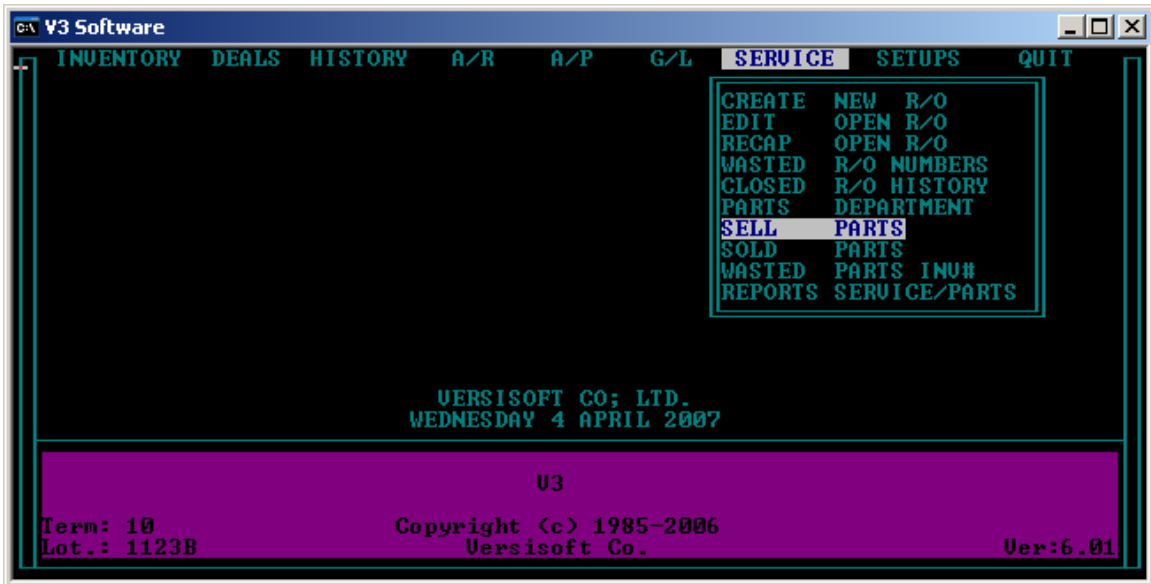 V3 Software
INVENTORY DEALS HISTORY A/R A/P G/L SERVICE SETUPS QUIT
CREATE NEW R/O
EDIT OPEN R/O
RECAP OPEN R/O
WASTED R/O NUMBERS
CLOSED R/O HISTORY
PARTS DEPARTMENT
SELL PARTS
SOLD PARTS
WASTED PARTS INV#
REPORTS SERVICE/PARTS
VERSISOFT CO; LTD.
WEDNESDAY 4 APRIL 2007
V3
Term: 10 Copyright (c) 1985-2006
Lot.: 1123B Versisoft Co. Ver:6.01